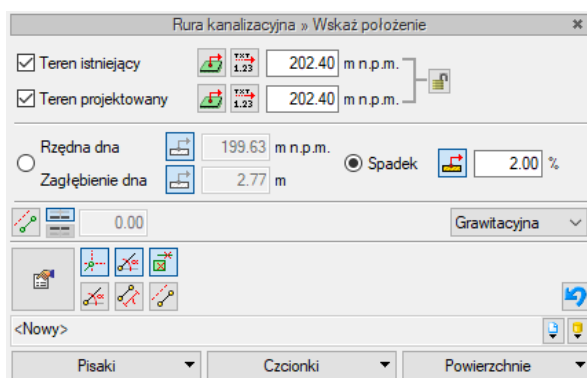 Rura kanalizacyjna » Wskaż położenie
Teren istniejący TXT 1.23 202.40 m n.p.m.
Teren projektowany TXT 1.23 202.40 m n.p.m.
Rzędna dna 199.63 m n.p.m.
Spadek 2.00 %
Zagłębienie dna 2.77 m
0.00 Grawitacyjna
<Nowy>
Pisaki Czcionki Powierzchnie